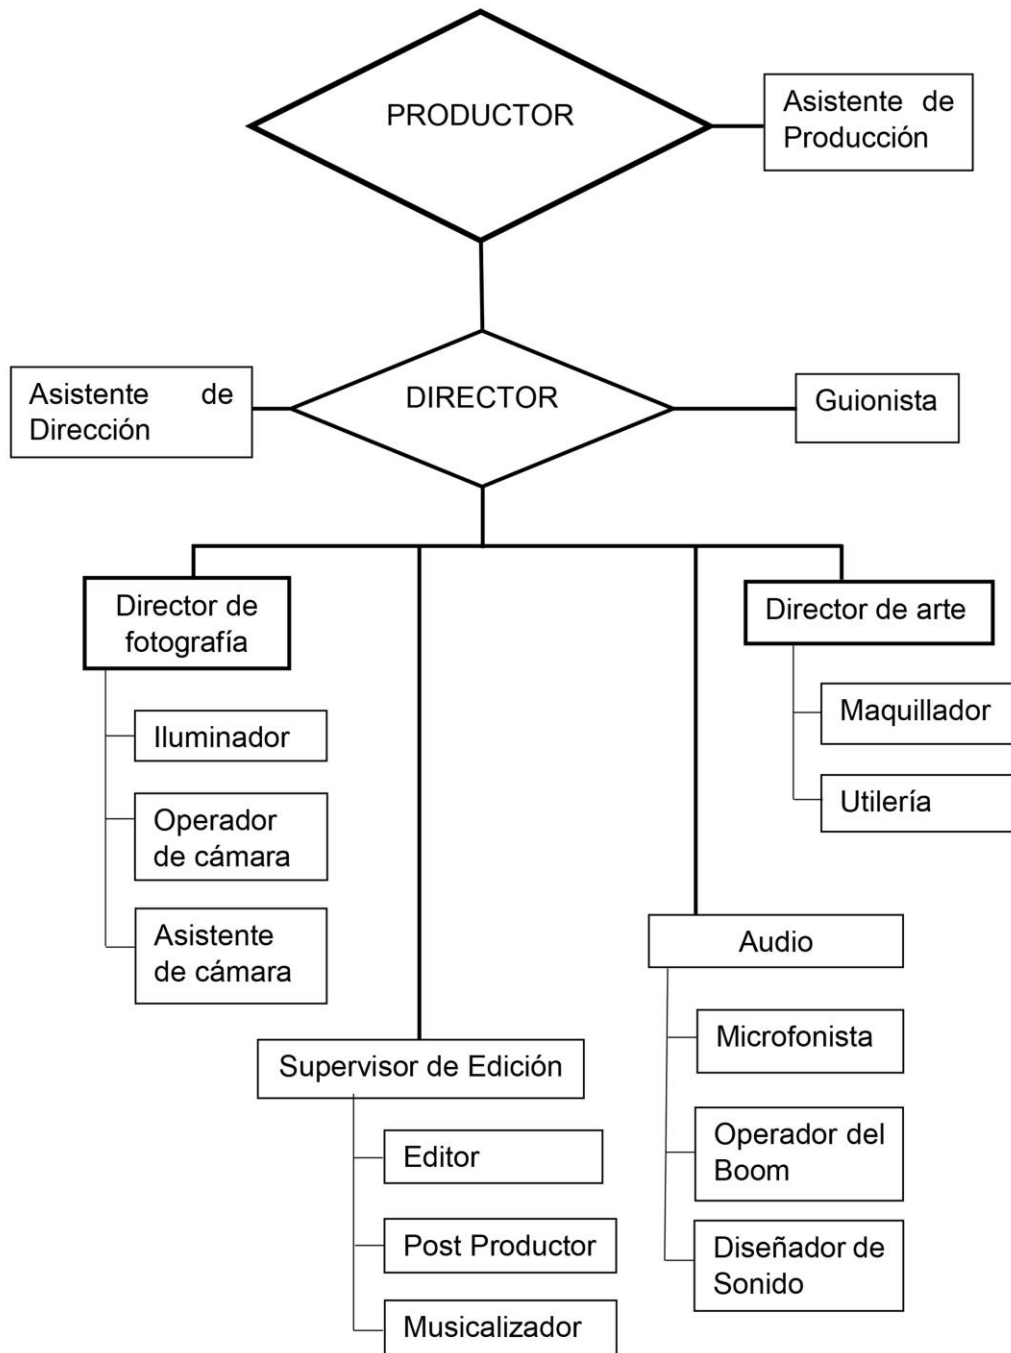 PRODUCTOR
Asistente de
Producción
Asistente de
Dirección
DIRECTOR
Guionista
Director de
fotografía
Director de arte
Iluminador
Operador
de cámara
Asistente
de cámara
Maquillador
Utilería
Audio
Microfonista
Operador del
Boom
Diseñador de
Sonido
Supervisor de Edición
Editor
Post Productor
Musicalizador